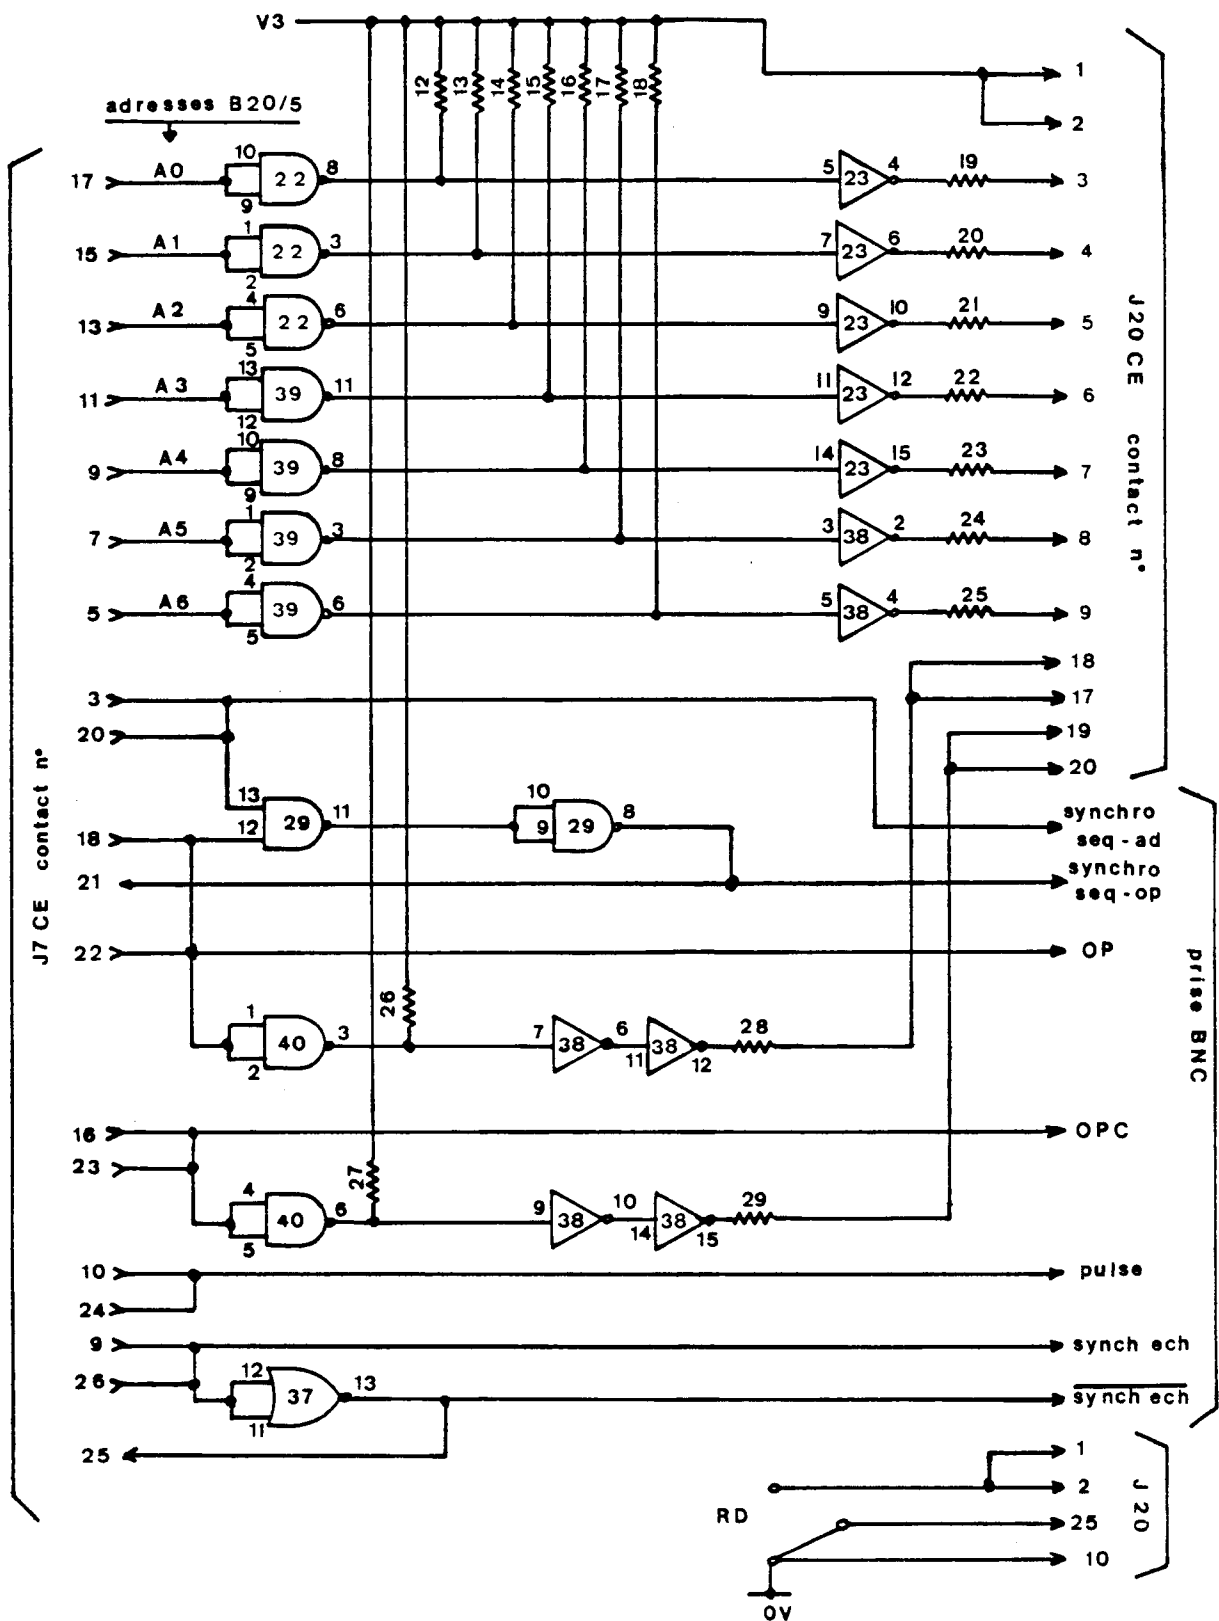 V3
12 13 14 15 16 17 18
1
adresses B20/5
2
17 A0 10 9 22 8 5 23 4 19 3
15 A1 1 2 22 3 7 23 6 20 4
13 A2 4 5 22 6 9 23 10 21 5
11 A3 13 12 39 11 11 23 12 22 6
9 A4 10 9 39 8 14 23 15 23 7
7 A5 1 2 39 3 3 38 2 24 8
5 A6 4 5 39 6 5 38 4 25 9
J20CE contact n°
18
3 17
20 19
20
J7CE contact n°
18 13 12 29 11 10 9 29 8
synchro
seq-ad
21 synchro
seq-op
22 OP
prise BNC
26
1 2 40 3 7 38 6 11 38 12 28
16 OPC
23
27
4 5 40 6 9 38 10 14 38 15 29
10 pulse
24
9 synch ech
26 12 11 37 13 synch ech
25
1
2
RD
25
10
J20
0V